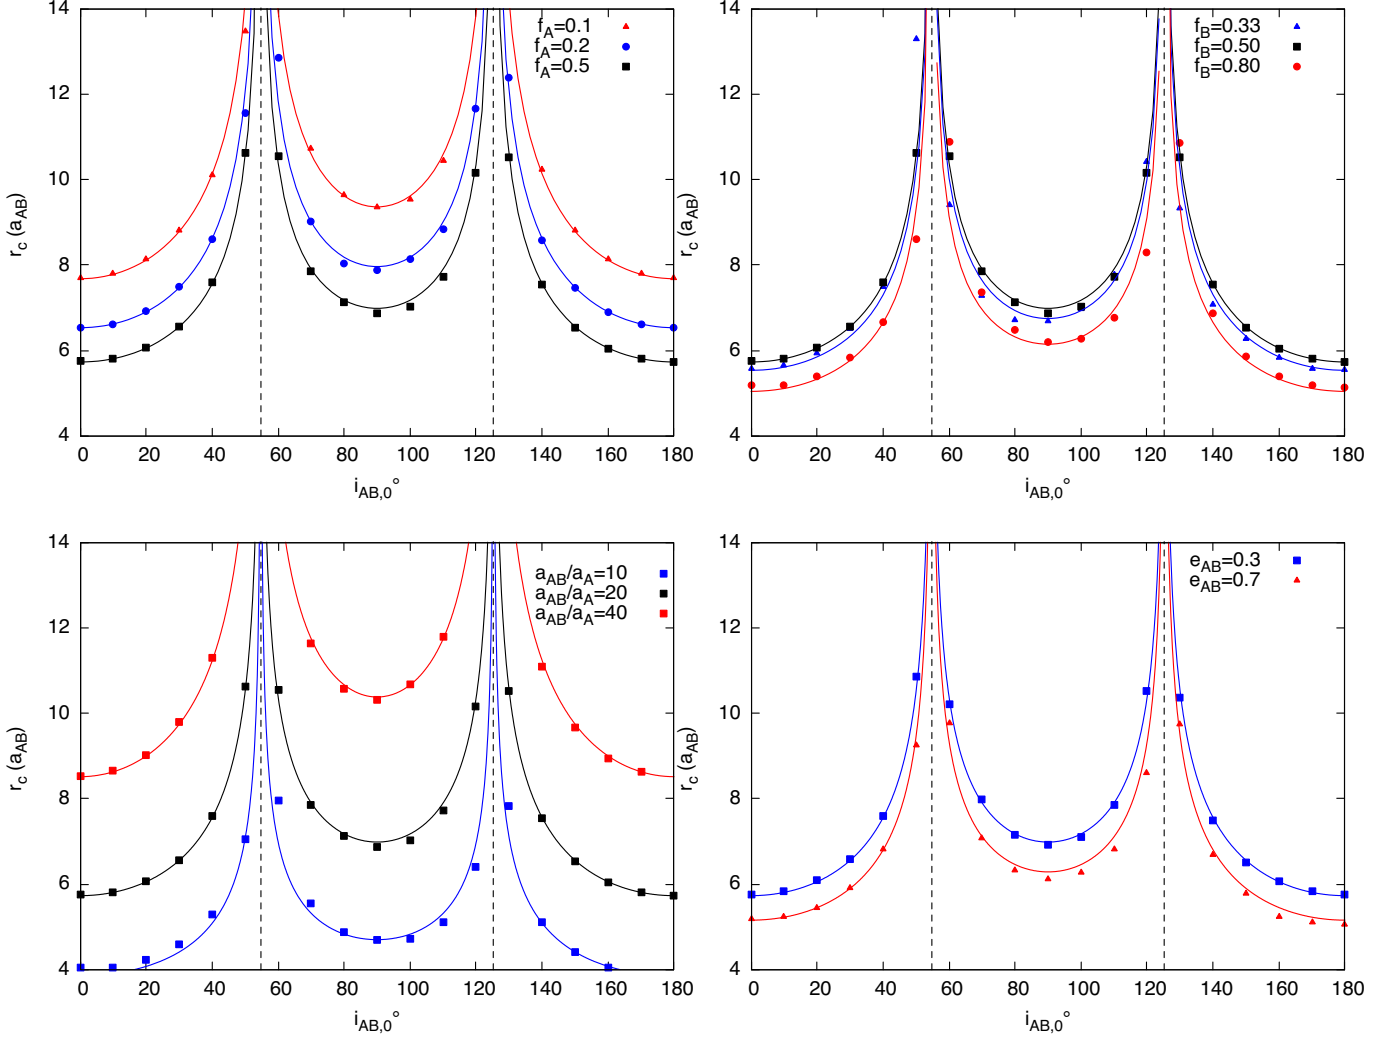 14
12
10
8
6
4
r_c (a_AB)
f_A=0.1
f_A=0.2
f_A=0.5
0 20 40 60 80 100 120 140 160 180
i_AB,0°
14
12
10
8
6
4
r_c (a_AB)
f_B=0.33
f_B=0.50
f_B=0.80
0 20 40 60 80 100 120 140 160 180
i_AB,0°
14
12
10
8
6
4
r_c (a_AB)
a_AB/a_A=10
a_AB/a_A=20
a_AB/a_A=40
0 20 40 60 80 100 120 140 160 180
i_AB,0°
14
12
10
8
6
4
r_c (a_AB)
e_AB=0.3
e_AB=0.7
0 20 40 60 80 100 120 140 160 180
i_AB,0°